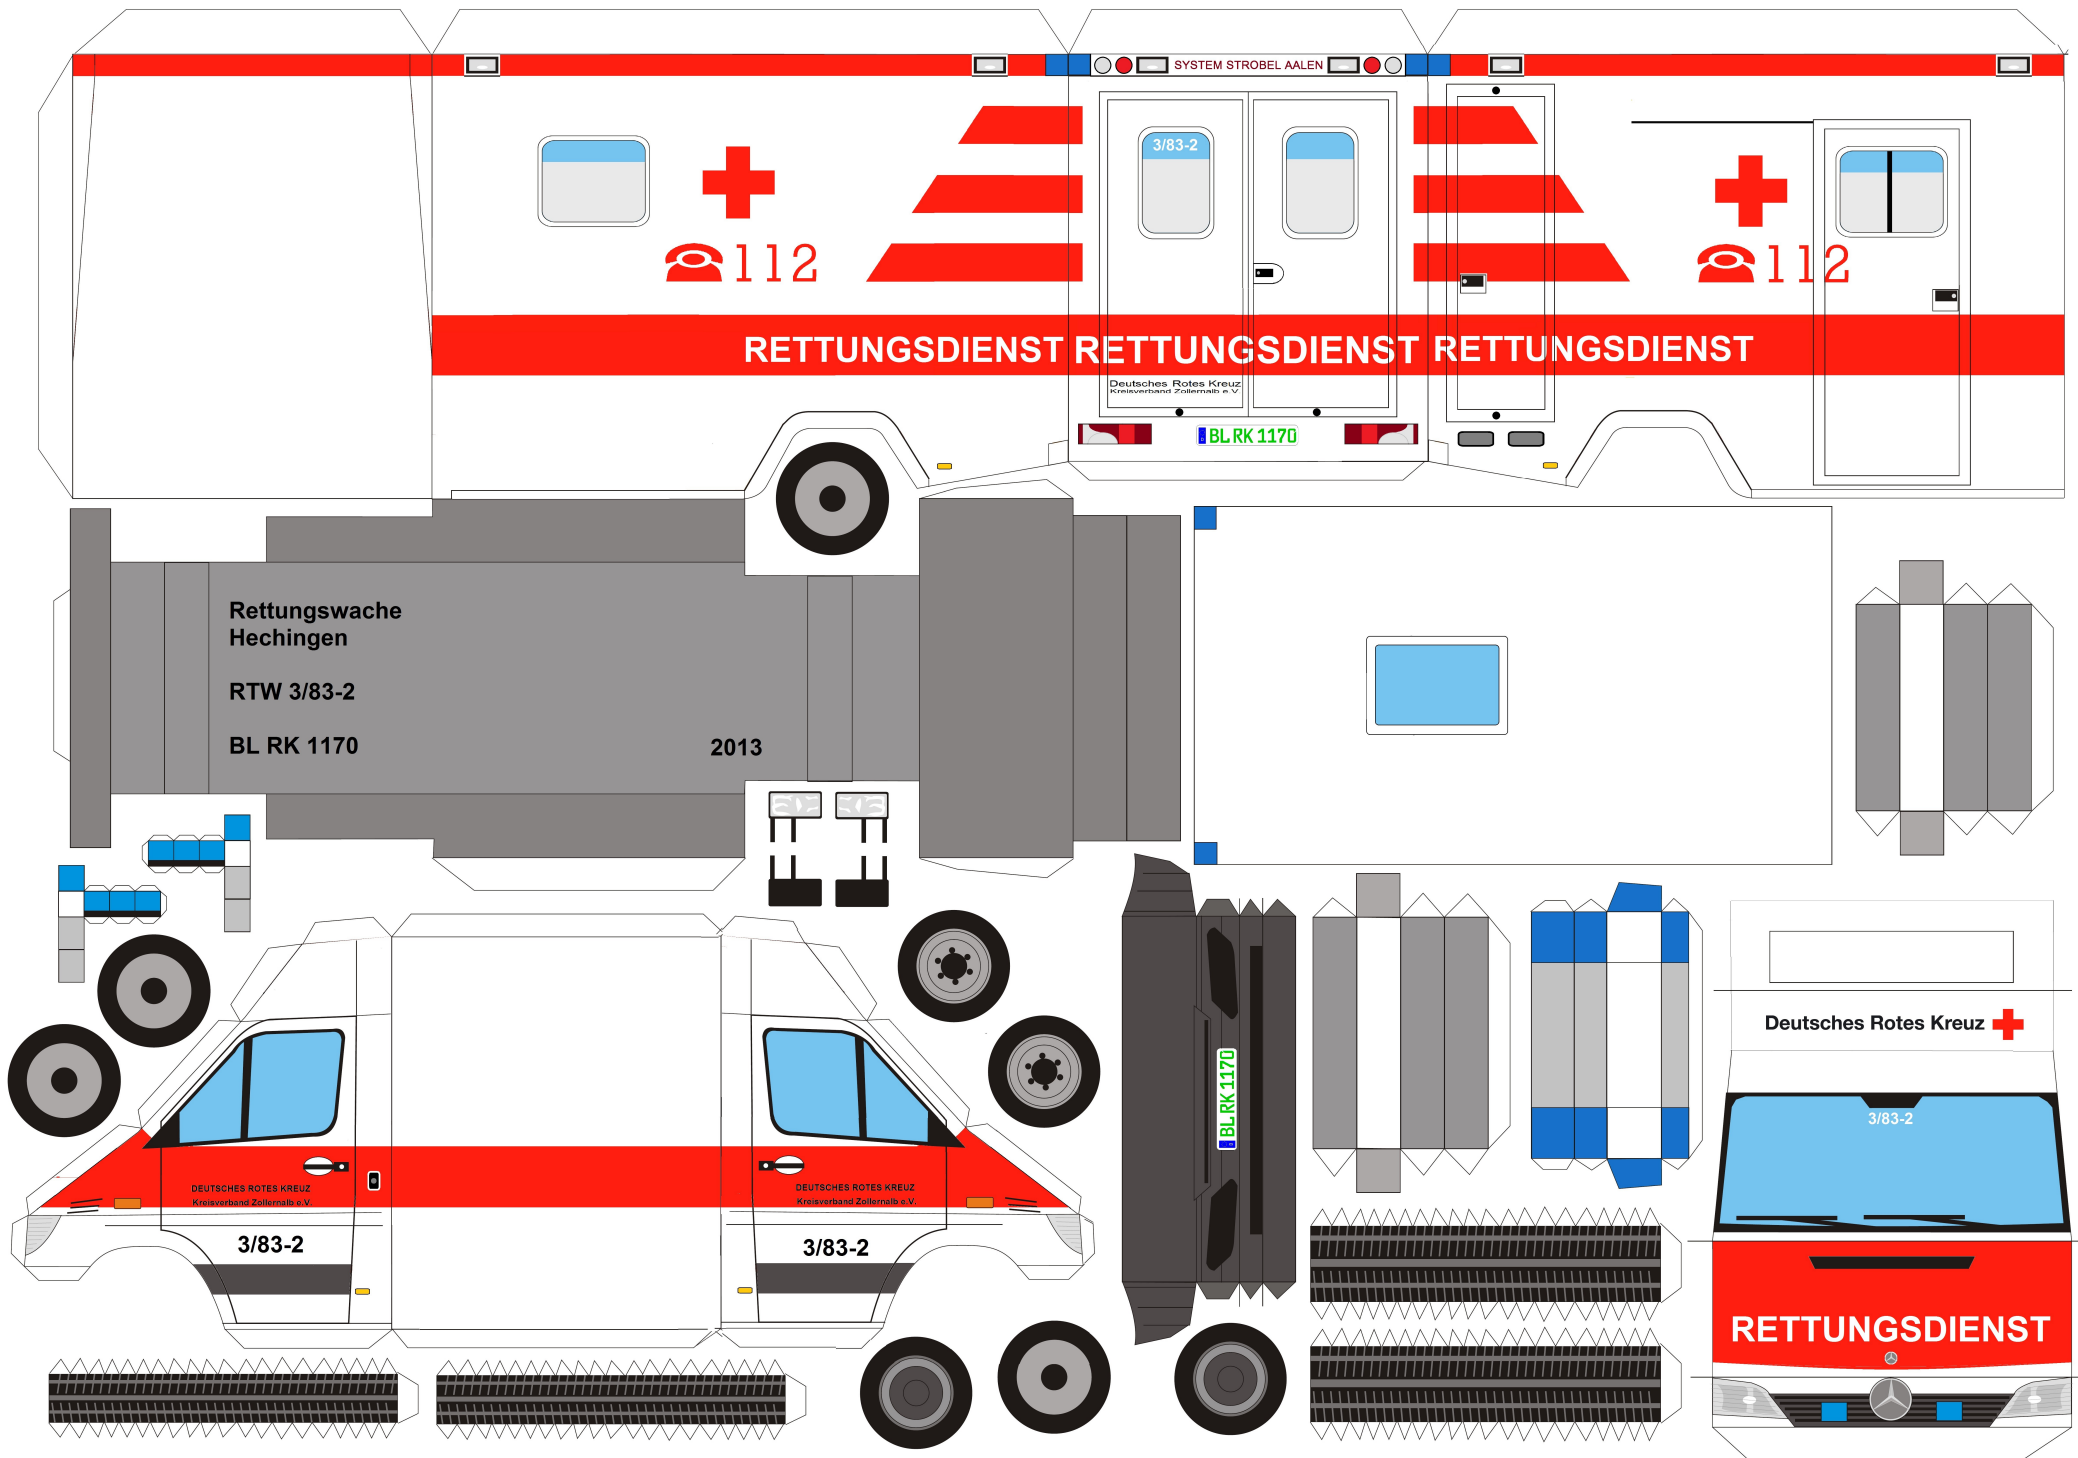 SYSTEM STROBEL AALEN
3/83-2
112
112
RETTUNGSDIENST
RETTUNGSDIENST
RETTUNGSDIENST
Deutsches Rotes Kreuz
Kreisverband Zollernalb e.V.
BL RK 1170
Rettungswache
Hechingen
RTW 3/83-2
BL RK 1170
2013
Deutsches Rotes Kreuz
3/83-2
BL RK 1170
DEUTSCHES ROTES KREUZ
Kreisverband Zollernalb e.V.
3/83-2
DEUTSCHES ROTES KREUZ
Kreisverband Zollernalb e.V.
3/83-2
RETTUNGSDIENST